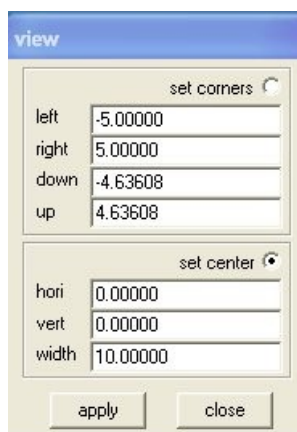 view
set corners
left -5.00000
right 5.00000
down -4.63608
up 4.63608
set center
hori 0.00000
vert 0.00000
width 10.00000
apply close